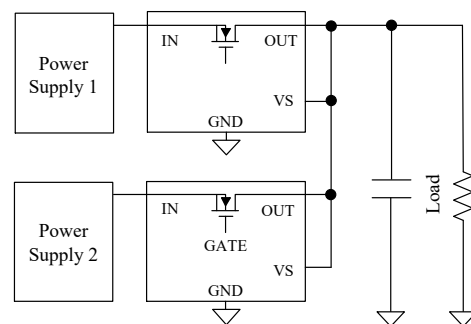 Power
Supply 1
IN
OUT
VS
GND
Power
Supply 2
IN
OUT
GATE
VS
GND
Load